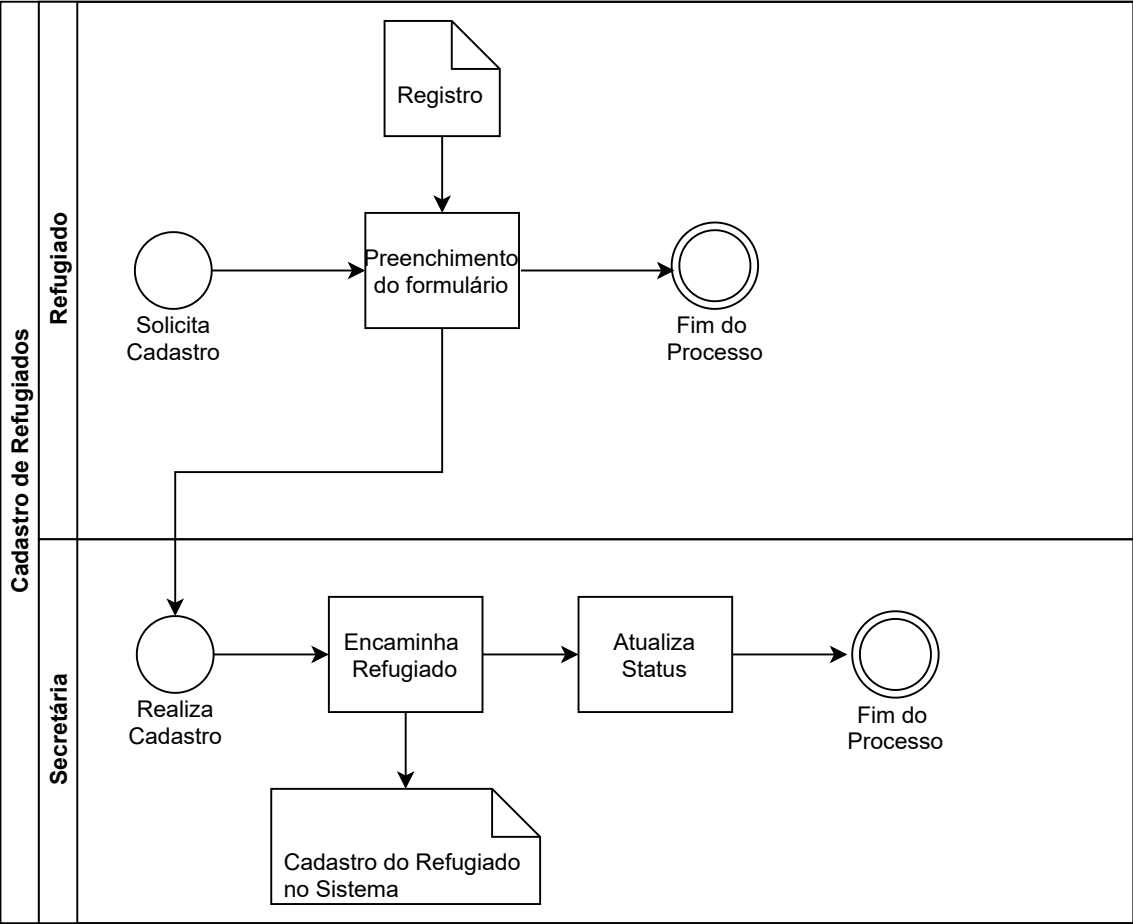 Cadastro de Refugiados
Refugiado
Registro
Preenchimento
do formulário
Solicita
Cadastro
Fim do
Processo
Secretária
Encaminha
Refugiado
Atualiza
Status
Realiza
Cadastro
Fim do
Processo
Cadastro do Refugiado
no Sistema